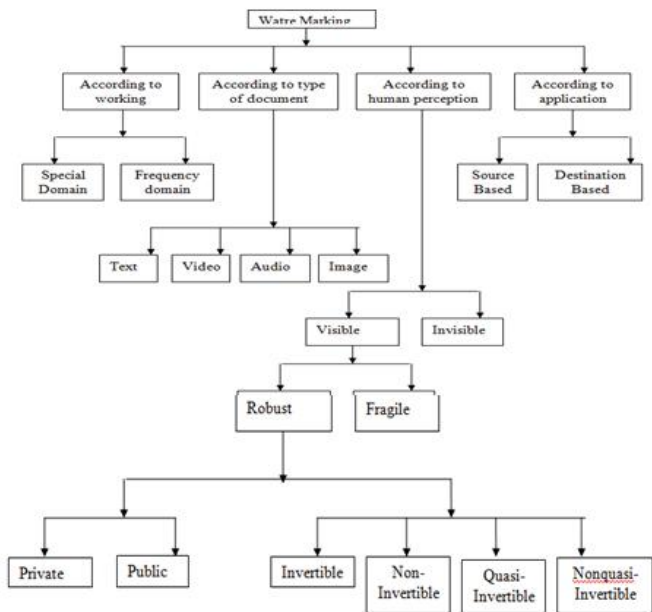 Watre Marking
According to
working
According to type
of document
According to
human perception
According to
application
Special
Domain
Frequency
domain
Source
Based
Destination
Based
Text
Video
Audio
Image
Visible
Invisible
Robust
Fragile
Private
Public
Invertible
Non-
Invertible
Quasi-
Invertible
Nonquasi-
Invertible